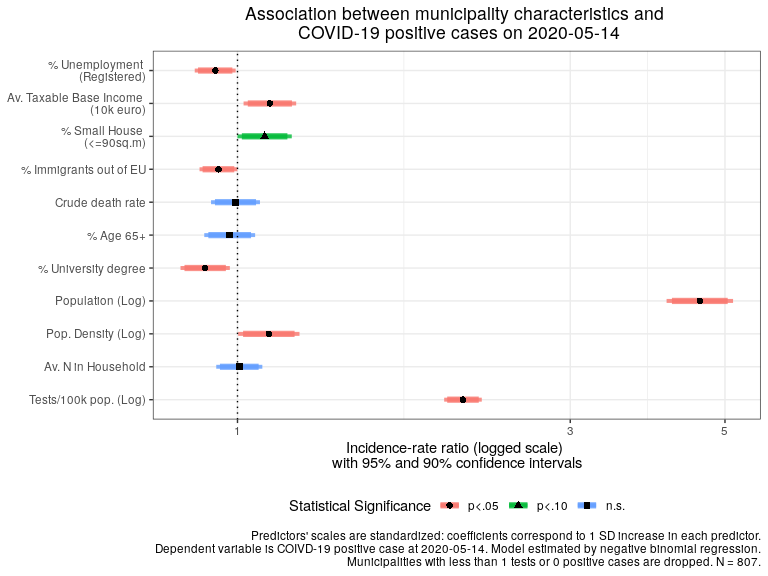 Association between municipality characteristics and
COVID-19 positive cases on 2020-05-14
% Unemployment
(Registered)
Av. Taxable Base Income
(10k euro)
% Small House
(<=90sq.m)
% Immigrants out of EU
Crude death rate
% Age 65+
% University degree
Population (Log)
Pop. Density (Log)
Av. N in Household
Tests/100k pop. (Log)
1 3 5
Incidence-rate ratio (logged scale)
with 95% and 90% confidence intervals
Statistical Significance p<.05 p<.10 n.s.
Predictors' scales are standardized: coefficients correspond to 1 SD increase in each predictor.
Dependent variable is COIVD-19 positive case at 2020-05-14. Model estimated by negative binomial regression.
Municipalities with less than 1 tests or 0 positive cases are dropped. N = 807.